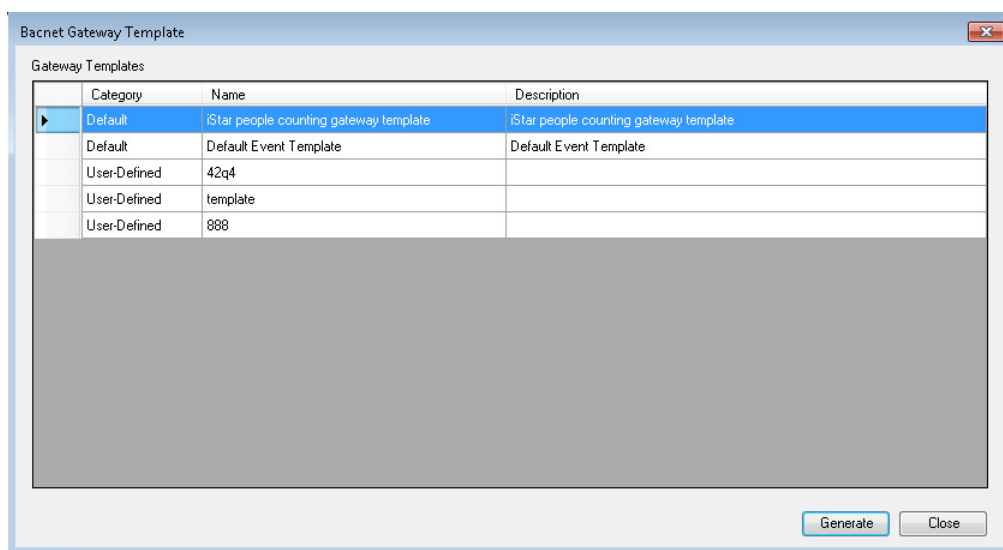 Bacnet Gateway Template
Gateway Templates
Category Name Description
Default iStar people counting gateway template iStar people counting gateway template
Default Default Event Template Default Event Template
User-Defined 42q4
User-Defined template
User-Defined 888
Generate Close